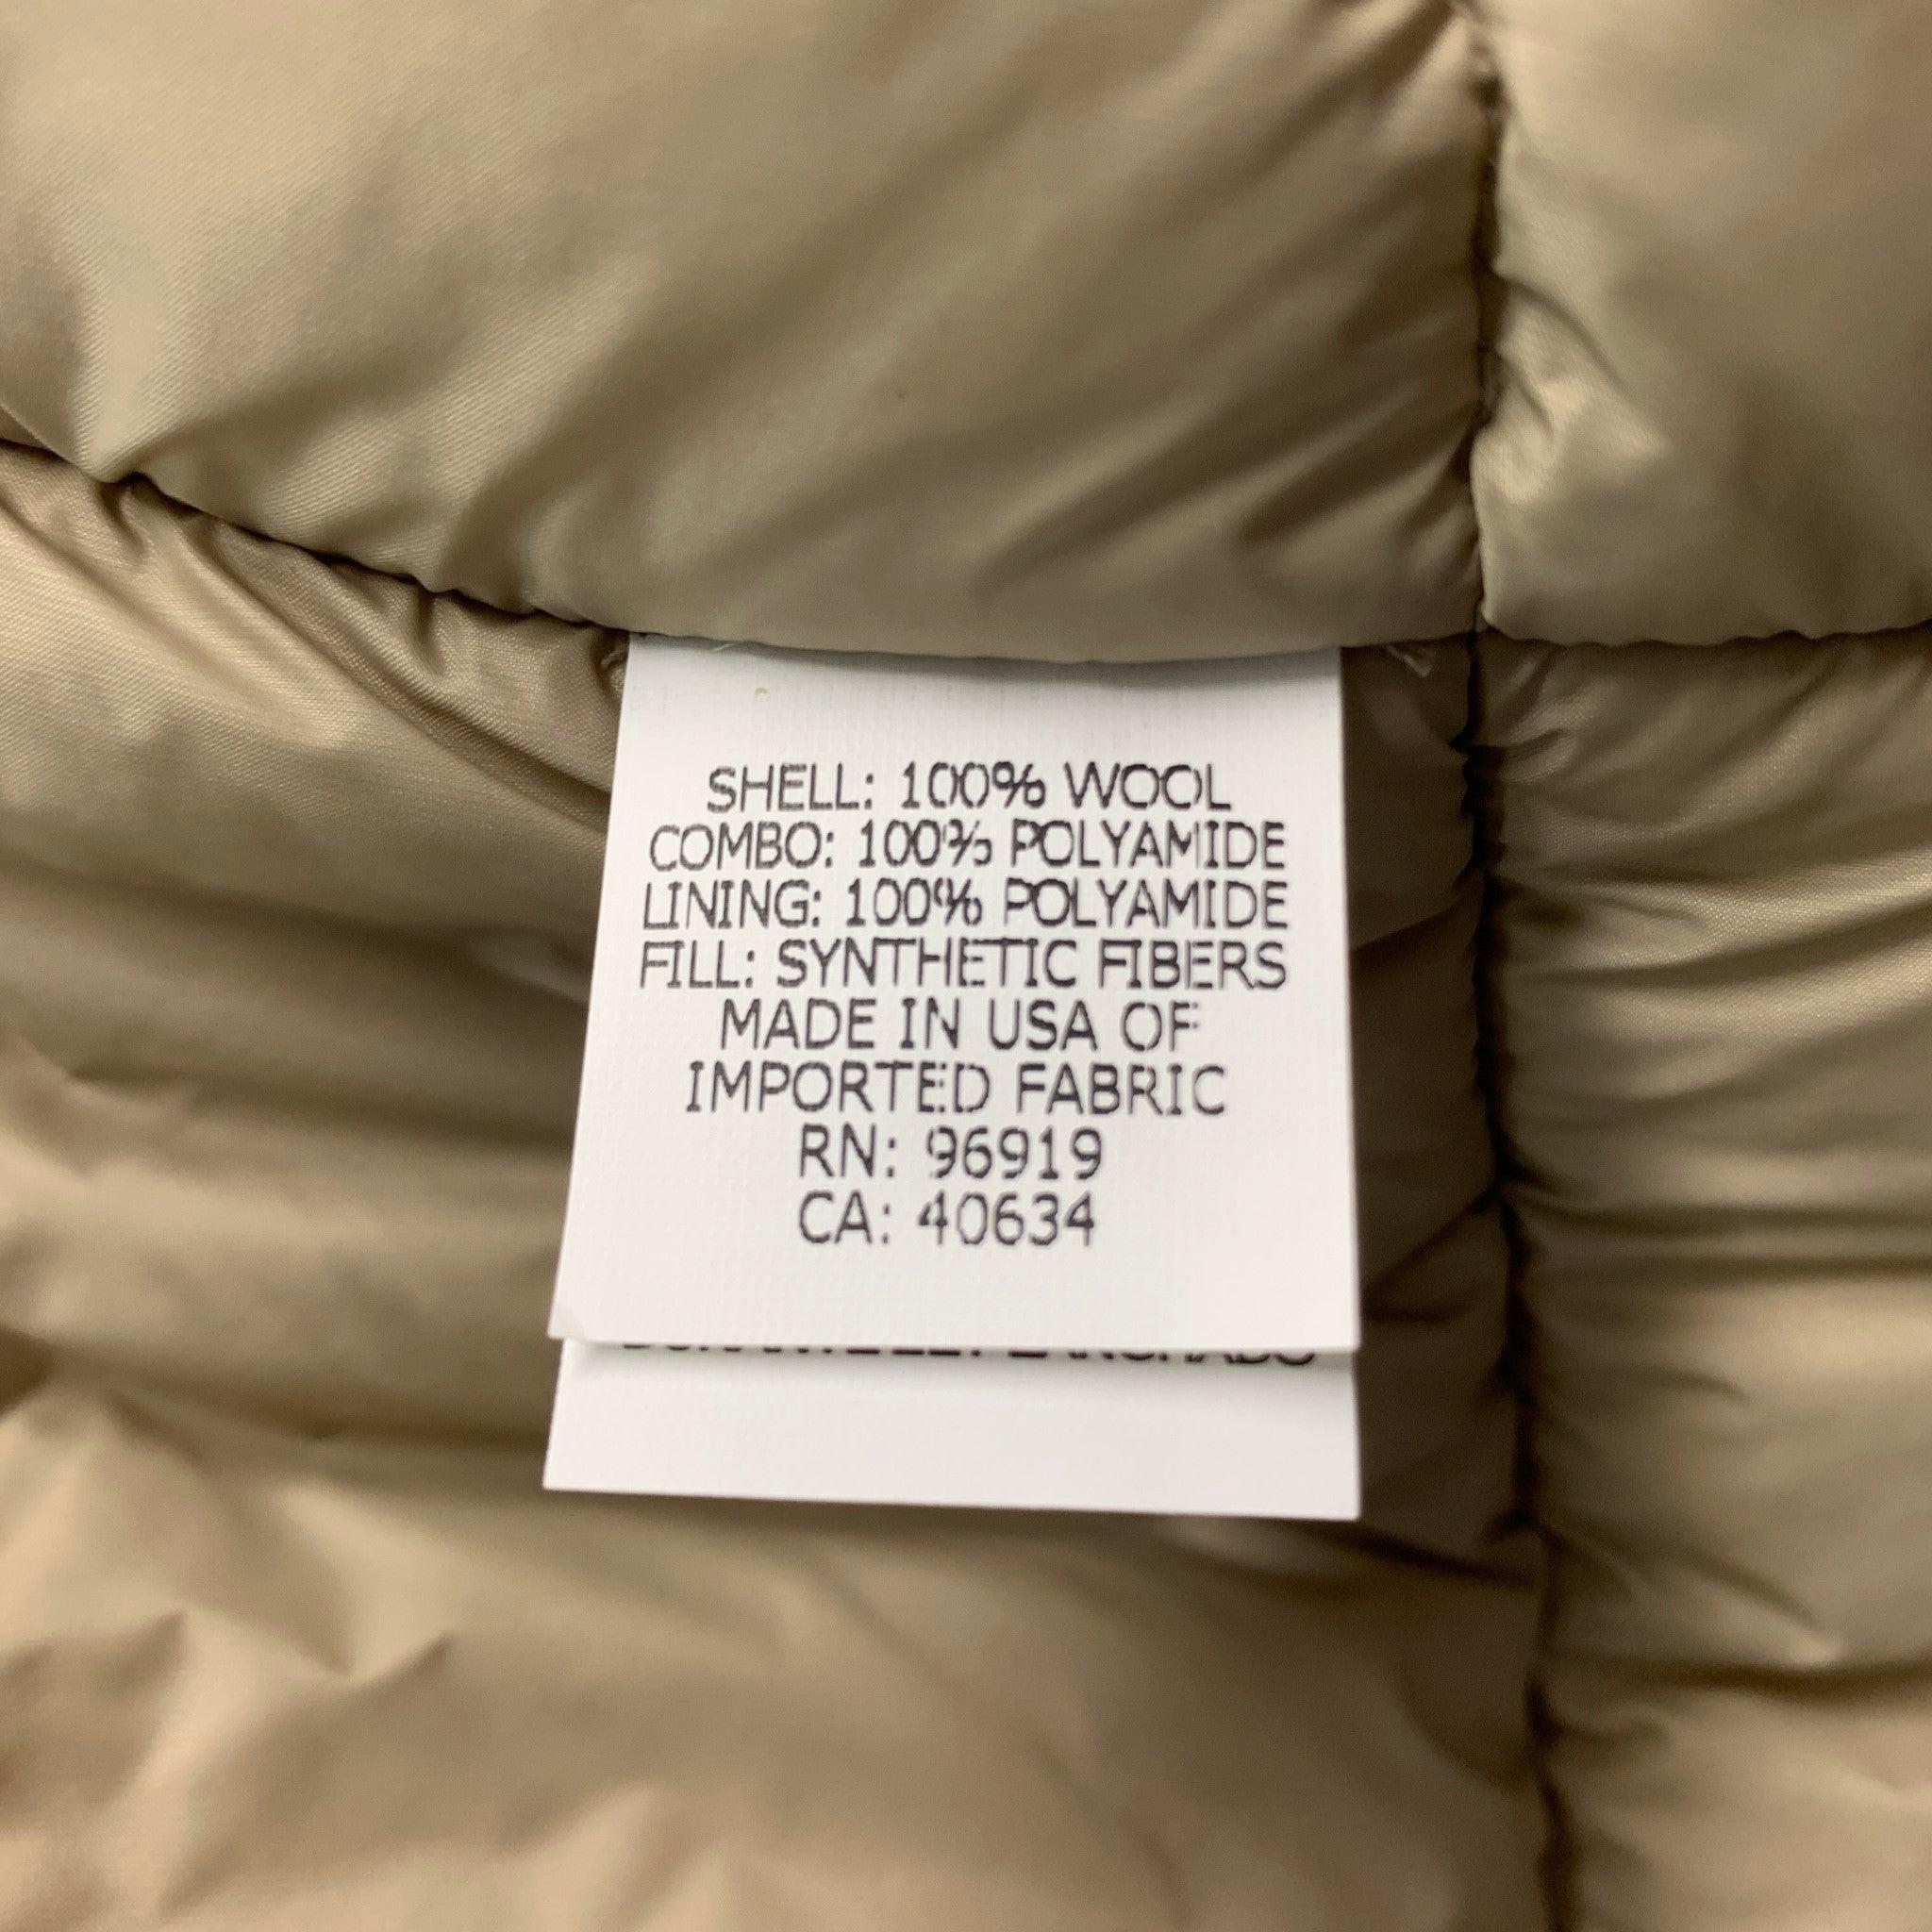 SHELL: 100% WOOL
COMBO: 100% POLYAMIDE
LINING: 100% POLYAMIDE
FILL: SYNTHETIC FIBERS
MADE IN USA OF
IMPORTED FABRIC
RN: 96919
CA: 40634